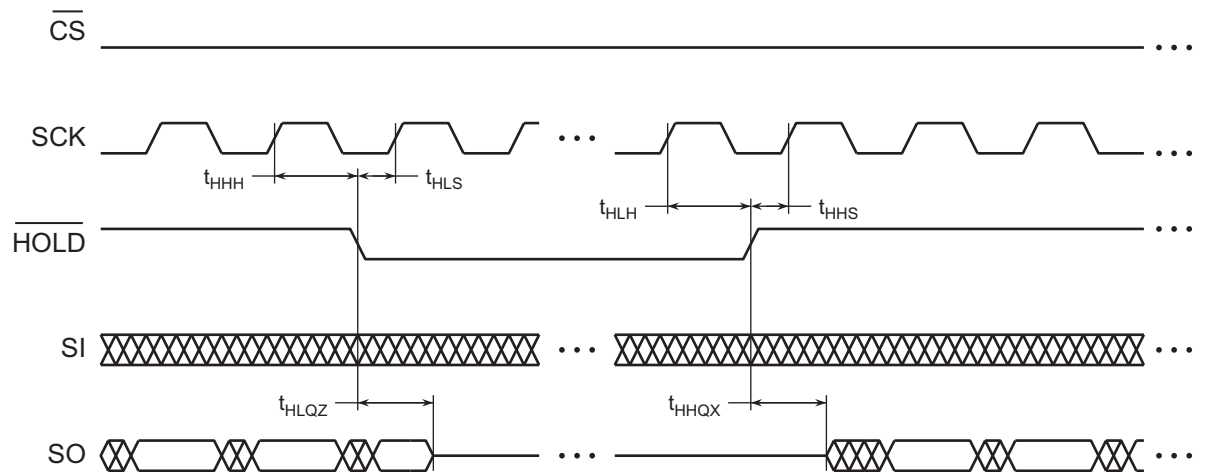 CS
• • •
SCK
• • •
• • •
tHHH
tHLS
tHLH
tHHS
HOLD
• • •
SI
• • •
• • •
tHLQZ
tHHQX
SO
• • •
• • •